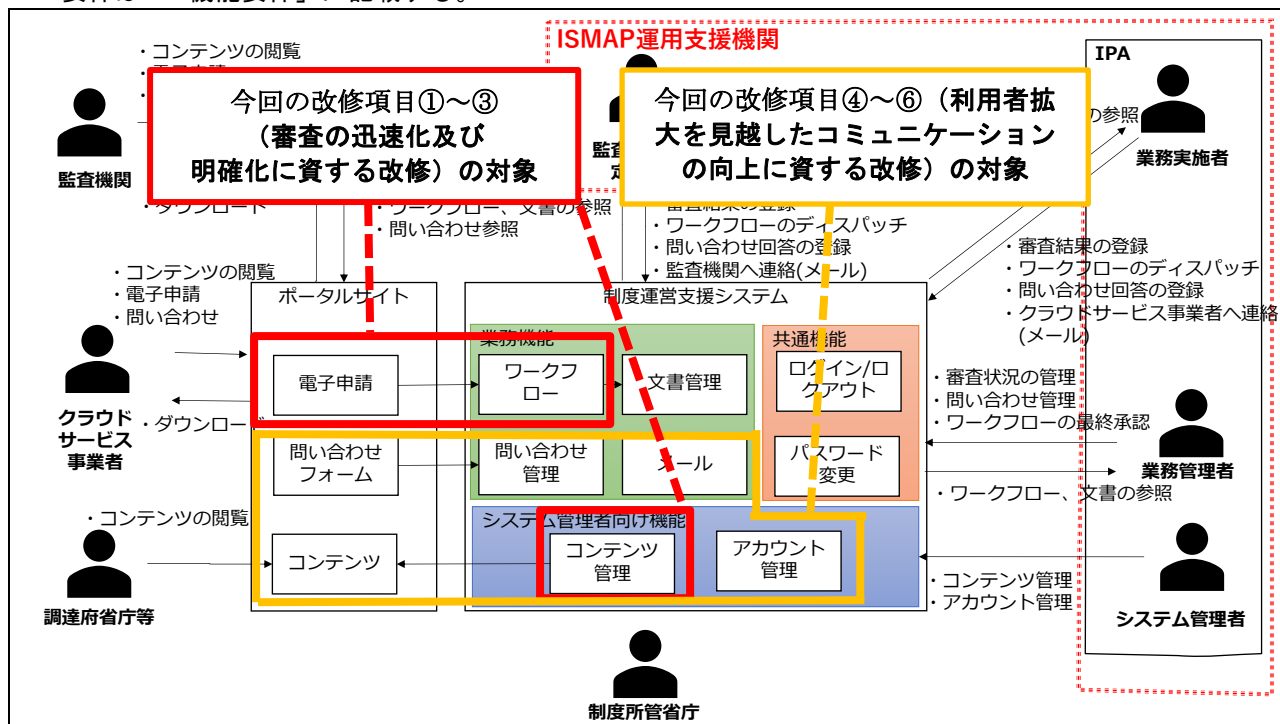 ISMAP運用支援機関
IPA
・コンテンツの閲覧
今回の改修項目①～③
（審査の迅速化及び
明確化に資する改修）の対象
今回の改修項目④～⑥（利用者拡
大を見越したコミュニケーション
の向上に資する改修）の対象
の参照
監査機関
業務実施者
・ダウンロード
・ワークフロー、文書の参照
・問い合わせ参照
・審査結果の登録
・ワークフローのディスパッチ
・問い合わせ回答の登録
・監査機関へ連絡(メール)
・審査結果の登録
・ワークフローのディスパッチ
・問い合わせ回答の登録
・クラウドサービス事業者へ連絡
(メール)
・コンテンツの閲覧
・電子申請
・問い合わせ
ポータルサイト
制度運営支援システム
業務機能
共通機能
電子申請
ワークフ
ロー
文書管理
ログイン/ロ
グアウト
クラウド
サービス
事業者
・ダウンロード
・審査状況の管理
・問い合わせ管理
・ワークフローの最終承認
業務管理者
問い合わせ
フォーム
問い合わせ
管理
メール
パスワード
変更
・ワークフロー、文書の参照
・コンテンツの閲覧
システム管理者向け機能
コンテンツ
コンテンツ
管理
アカウント
管理
調達府省庁等
・コンテンツ管理
・アカウント管理
システム管理者
制度所管省庁